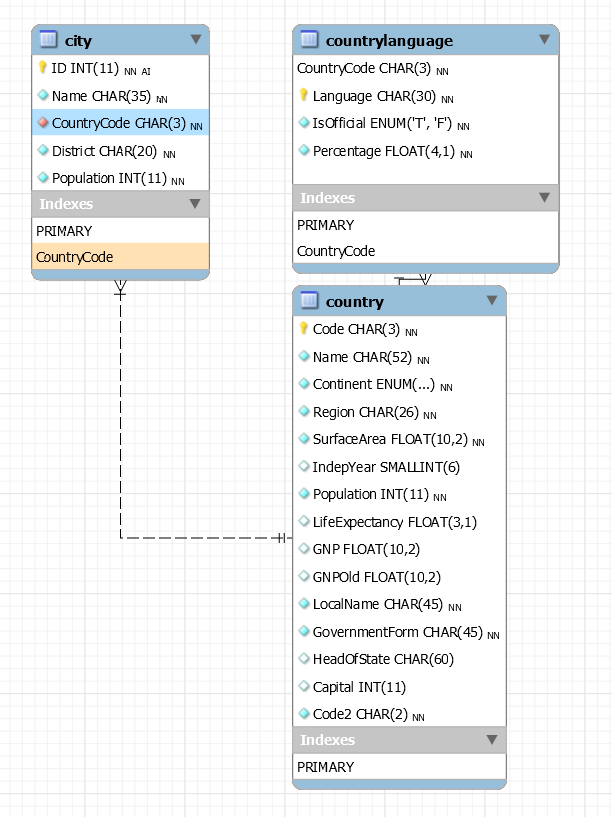 city
ID INT(11) NN AI
Name CHAR(35) NN
CountryCode CHAR(3) NN
District CHAR(20) NN
Population INT(11) NN
Indexes
PRIMARY
CountryCode
countrylanguage
CountryCode CHAR(3) NN
Language CHAR(30) NN
IsOfficial ENUM('T', 'F') NN
Percentage FLOAT(4,1) NN
Indexes
PRIMARY
CountryCode
country
Code CHAR(3) NN
Name CHAR(52) NN
Continent ENUM(...) NN
Region CHAR(26) NN
SurfaceArea FLOAT(10,2) NN
IndepYear SMALLINT(6)
Population INT(11) NN
LifeExpectancy FLOAT(3,1)
GNP FLOAT(10,2)
GNPOld FLOAT(10,2)
LocalName CHAR(45) NN
GovernmentForm CHAR(45) NN
HeadOfState CHAR(60)
Capital INT(11)
Code2 CHAR(2) NN
Indexes
PRIMARY